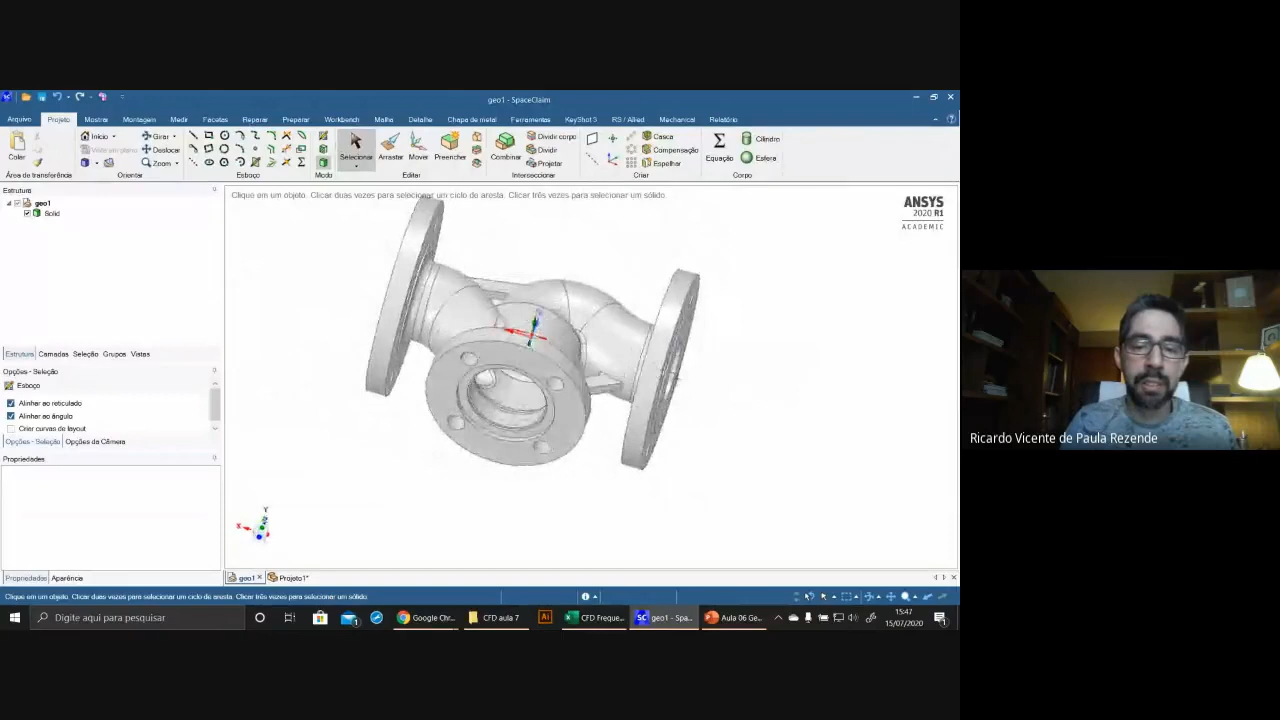 geo1 - SpaceClaim
Arquivo Projeto Mostrar Montagem Medir Detalhe Facetas Reparar Preparar Workbench Malha Detalhe Chapa de metal Ferramentas KeyShot 3 RS / Allied Mechanical Relatório
Colar
Início
Girar
Deslocar
Zoom
Selecionar
Arrastar
Mover
Preencher
Combinar
Dividir corpo
Dividir
Projetar
Casca
Compensação
Espelhar
Equação
Cilindro
Esfera
Área de transferência Orientar Esboço Modo Editar Interseccionar Criar Corpo
Estrutura
geo1
Solid
Estrutura Camadas Seleção Grupos Vistas
Opções - Seleção
Esboço
Alinhar ao reticulado
Alinhar ao ângulo
Criar curvas de layout
Opções - Seleção Opções da Câmera
Propriedades
Propriedades Aparência
Clique em um objeto. Clicar duas vezes para selecionar um ciclo de aresta. Clicar três vezes para selecionar um sólido.
ANSYS
2020 R1
ACADEMIC
Y
X
geo1 Projeto1*
Clique em um objeto. Clicar duas vezes para selecionar um ciclo de aresta. Clicar três vezes para selecionar um sólido.
Digite aqui para pesquisar
Google Chr...
CFD aula 7
CFD Freque...
geo1 - Spa...
Aula 06 Ge...
15:47
15/07/2020
Ricardo Vicente de Paula Rezende